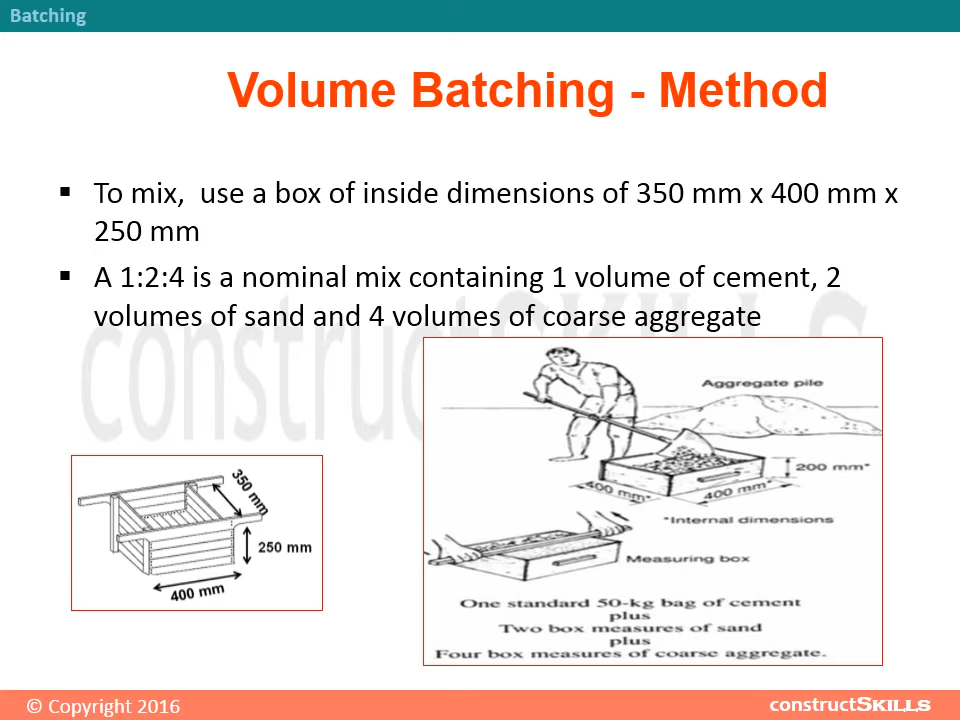 Batching
Volume Batching - Method
▪ To mix,  use a box of inside dimensions of 350 mm x 400 mm x
250 mm
▪ A 1:2:4 is a nominal mix containing 1 volume of cement, 2
volumes of sand and 4 volumes of coarse aggregate
constructSKILLS
350 mm
250 mm
400 mm
Aggregate pile
200 mm*
400 mm*
400 mm*
*Internal dimensions
Measuring box
One standard 50-kg bag of cement
plus
Two box measures of sand
plus
Four box measures of coarse aggregate.
© Copyright 2016
constructSKILLS